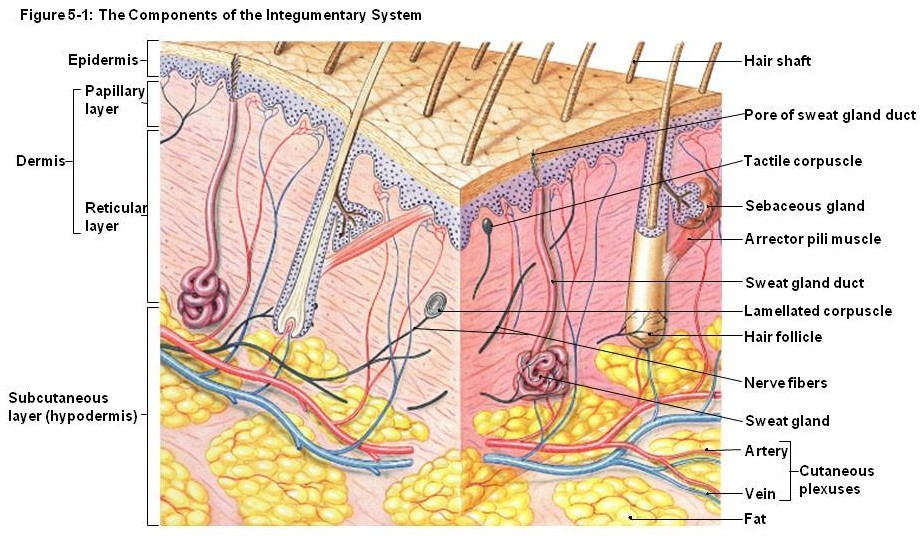 Figure 5-1: The Components of the Integumentary System
Epidermis
Papillary
layer
Dermis
Reticular
layer
Subcutaneous
layer (hypodermis)
Hair shaft
Pore of sweat gland duct
Tactile corpuscle
Sebaceous gland
Arrector pili muscle
Sweat gland duct
Lamellated corpuscle
Hair follicle
Nerve fibers
Sweat gland
Artery
Cutaneous
plexuses
Vein
Fat